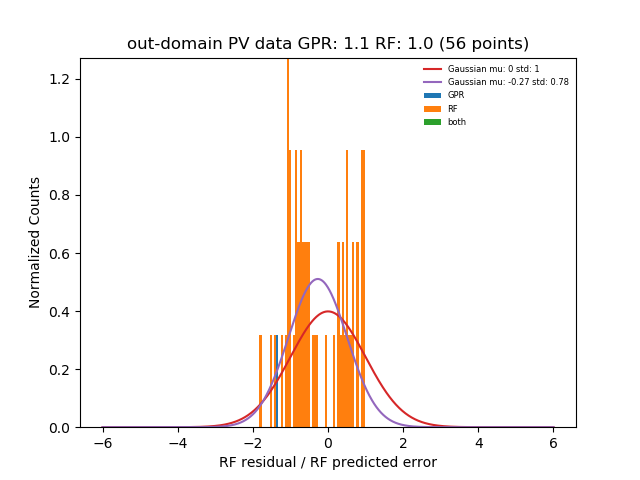 out-domain PV data GPR: 1.1 RF: 1.0 (56 points)
Gaussian mu: 0 std: 1
Gaussian mu: -0.27 std: 0.78
GPR
RF
both
Normalized Counts
1.2
1.0
0.8
0.6
0.4
0.2
0.0
−6 −4 −2 0 2 4 6
RF residual / RF predicted error